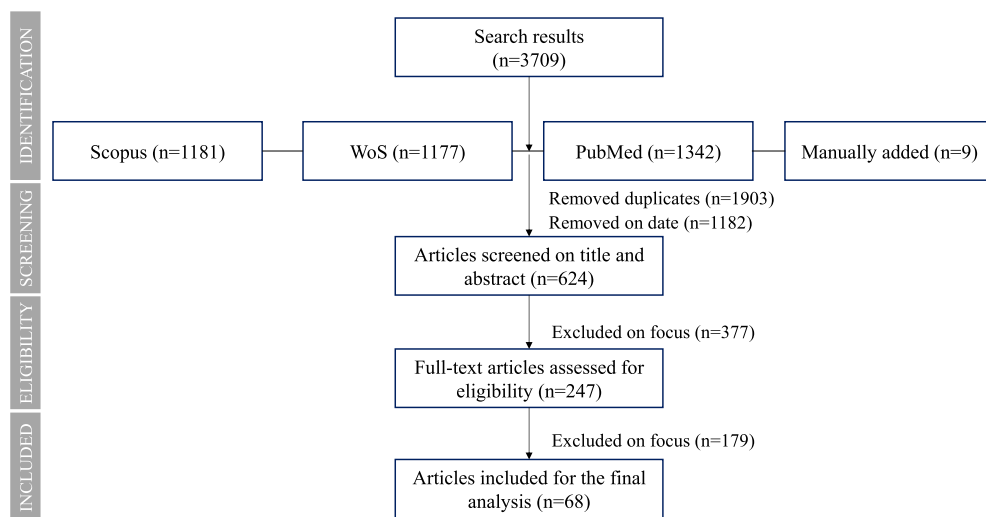 IDENTIFICATION
Search results
(n=3709)
Scopus (n=1181)
WoS (n=1177)
PubMed (n=1342)
Manually added (n=9)
SCREENING
Removed duplicates (n=1903)
Removed on date (n=1182)
Articles screened on title and
abstract (n=624)
ELIGIBILITY
Excluded on focus (n=377)
Full-text articles assessed for
eligibility (n=247)
INCLUDED
Excluded on focus (n=179)
Articles included for the final
analysis (n=68)